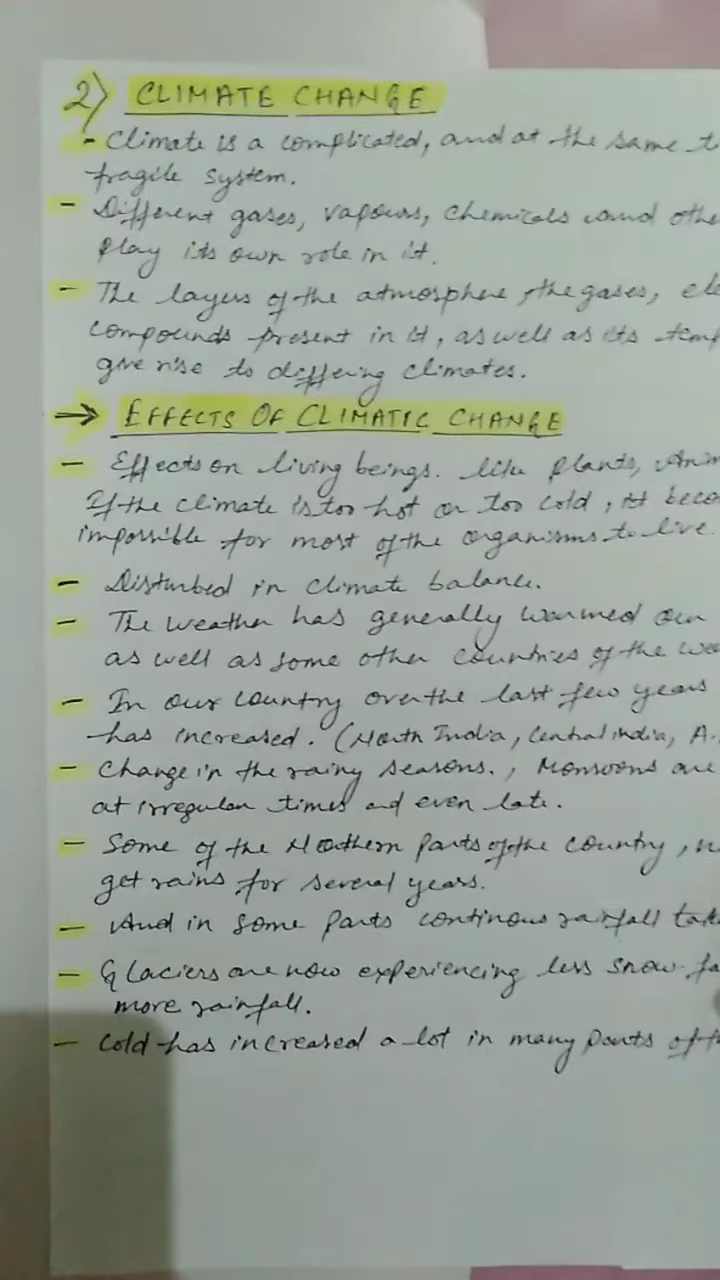 2) CLIMATE CHANGE
- Climate is a complicated, and at the same t
fragile system.
- Different gases, vapours, chemicals and othe
play its own role in it.
- The layers of the atmosphere, the gases, ele
compounds present in it, as well as its temp
give rise to differing climates.
→ EFFECTS OF CLIMATIC CHANGE
- Effects on living beings. like plants, Anim
If the climate is too hot or too cold, it beco
impossible for most of the organisms to live.
- Disturbed in climate balance.
- The weather has generally warmed our
as well as some other countries of the wo
- In our country over the last few years
has increased. (North India, Central india, A.
- Change in the rainy seasons., Monsoons are
at irregular times and even late.
- Some of the Northern parts of the country, n
get rains for several years.
- And in some parts continous rainfall tak
- Glaciers are now experiencing less snow fa
more rainfall.
- Cold has increased a lot in many parts of th